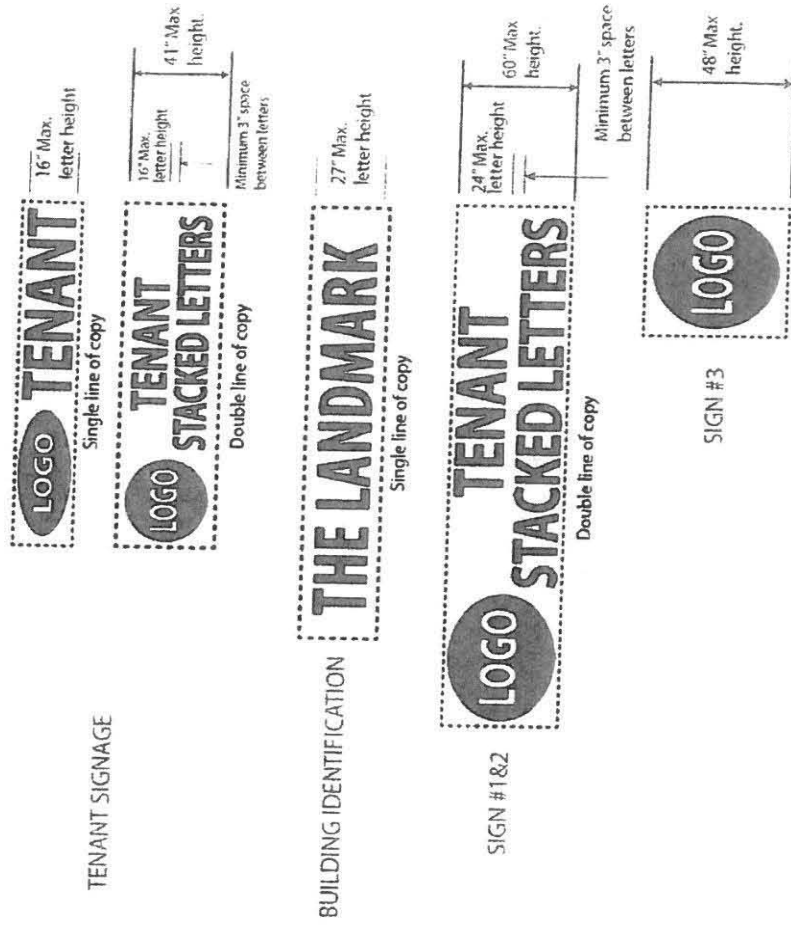 TENANT SIGNAGE
LOGO TENANT
Single line of copy
16" Max.
letter height
LOGO
TENANT
STACKED LETTERS
Double line of copy
16" Max.
letter height
41" Max
height.
Minimum 3" space
between letters
BUILDING IDENTIFICATION
THE LANDMARK
Single line of copy
27" Max.
letter height
SIGN #1&2
LOGO
TENANT
STACKED LETTERS
Double line of copy
24" Max.
letter height
60" Max
height.
Minimum 3" space
between letters
SIGN #3
LOGO
48" Max
height.